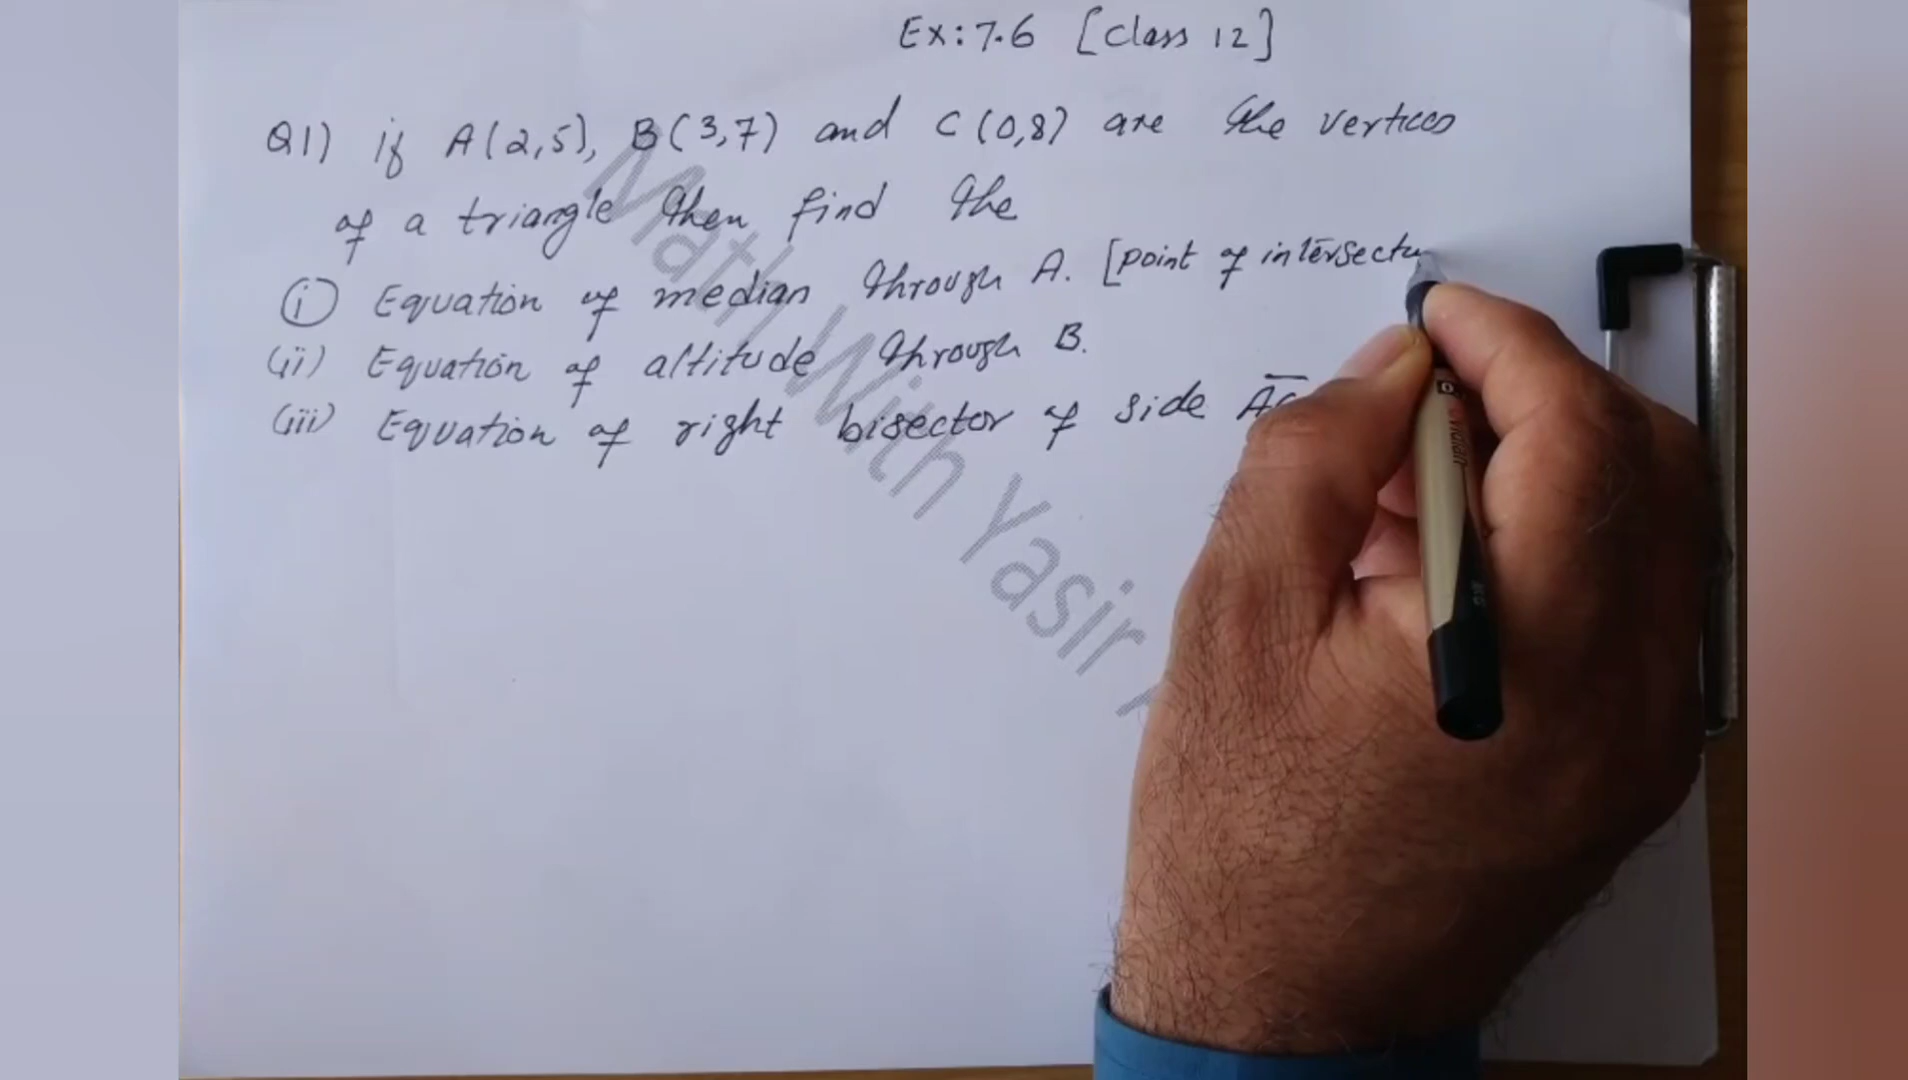 Ex: 7.6 [Class 12]
Q1) if A(2,5), B(3,7) and C(0,8) are the vertices
of a triangle then find the
(i) Equation of median through A. [point of intersectu
(ii) Equation of altitude through B.
(iii) Equation of right bisector of side AC
Math With Yasir